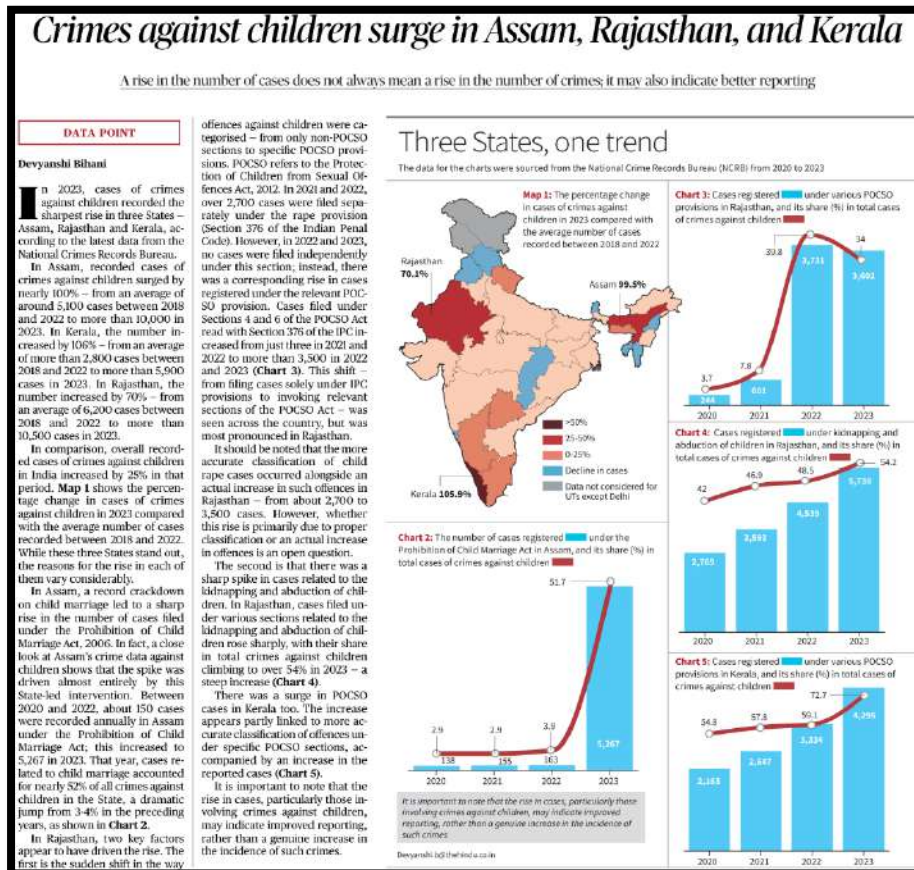 Crimes against children surge in Assam, Rajasthan, and Kerala
A rise in the number of cases does not always mean a rise in the number of crimes; it may also indicate better reporting
DATA POINT
Devyanshi Bihani
In 2023, cases of crimes
against children recorded the
sharpest rise in three States –
Assam, Rajasthan and Kerala, ac-
cording to the latest data from the
National Crimes Records Bureau.
In Assam, recorded cases of
crimes against children surged by
nearly 100% – from an average of
around 5,100 cases between 2018
and 2022 to more than 10,000 in
2023. In Kerala, the number in-
creased by 106% – from an average
of more than 2,800 cases between
2018 and 2022 to more than 5,900
cases in 2023. In Rajasthan, the
number increased by 70% – from
an average of 6,200 cases between
2018 and 2022 to more than
10,500 cases in 2023.
In comparison, overall record-
ed cases of crimes against children
in India increased by 25% in that
period. Map 1 shows the percen-
tage change in cases of crimes
against children in 2023 compared
with the average number of cases
recorded between 2018 and 2022.
While these three States stand out,
the reasons for the rise in each of
them vary considerably.
In Assam, a record crackdown
on child marriage led to a sharp
rise in the number of cases filed
under the Prohibition of Child
Marriage Act, 2006. In fact, a close
look at Assam's crime data against
children shows that the spike was
driven almost entirely by this
State-led intervention. Between
2020 and 2022, about 150 cases
were recorded annually in Assam
under the Prohibition of Child
Marriage Act; this increased to
5,267 in 2023. That year, cases re-
lated to child marriage accounted
for nearly 52% of all crimes against
children in the State, a dramatic
jump from 3-4% in the preceding
years, as shown in Chart 2.
In Rajasthan, two key factors
appear to have driven the rise. The
first is the sudden shift in the way
offences against children were ca-
tegorised – from only non-POCSO
sections to specific POCSO provi-
sions. POCSO refers to the Protec-
tion of Children from Sexual Of-
fences Act, 2012. In 2021 and 2022,
over 2,700 cases were filed sep-
arately under the rape provision
(Section 376 of the Indian Penal
Code). However, in 2022 and 2023,
no cases were filed independently
under this section; instead, there
was a corresponding rise in cases
registered under the relevant POC-
SO provision. Cases filed under
Sections 4 and 6 of the POCSO Act
read with Section 376 of the IPC in-
creased from just three in 2021 and
2022 to more than 3,500 in 2022
and 2023 (Chart 3). This shift –
from filing cases solely under IPC
provisions to invoking relevant
sections of the POCSO Act – was
seen across the country, but was
most pronounced in Rajasthan.
It should be noted that the more
accurate classification of child
rape cases occurred alongside an
actual increase in such offences in
Rajasthan – from about 2,700 to
3,500 cases. However, whether
this rise is primarily due to proper
classification or an actual increase
in offences is an open question.
The second is that there was a
sharp spike in cases related to the
kidnapping and abduction of chil-
dren. In Rajasthan, cases filed un-
der various sections related to the
kidnapping and abduction of chil-
dren rose sharply, with their share
in total crimes against children
climbing to over 54% in 2023 – a
steep increase (Chart 4).
There was a surge in POCSO
cases in Kerala too. The increase
appears partly linked to more ac-
curate classification of offences un-
der specific POCSO sections, ac-
companied by an increase in the
reported cases (Chart 5).
It is important to note that the
rise in cases, particularly those in-
volving crimes against children,
may indicate improved reporting,
rather than a genuine increase in
the incidence of such crimes.
Three States, one trend
The data for the charts were sourced from the National Crime Records Bureau (NCRB) from 2020 to 2023
Map 1: The percentage change
in cases of crimes against
children in 2023 compared with
the average number of cases
recorded between 2018 and 2022
Rajasthan
70.1%
Assam 99.5%
Kerala 105.9%
>50%
25-50%
0-25%
Decline in cases
Data not considered for
UTs except Delhi
Chart 2: The number of cases registered under the
Prohibition of Child Marriage Act in Assam, and its share (%) in
total cases of crimes against children
51.7
2.9 2.9 3.9
138 155 163 5,267
2020 2021 2022 2023
It is important to note that the rise in cases, particularly those
involving crimes against children, may indicate improved
reporting, rather than a genuine increase in the incidence of
such crimes.
Devyanshi.b@thehindu.co.in
Chart 3: Cases registered under various POCSO
provisions in Rajasthan, and its share (%) in total cases
of crimes against children
3.7 7.8 39.8 34
244 3,731
2020 2021 2022 2023
Chart 4: Cases registered under kidnapping and
abduction of children in Rajasthan, and its share (%) in
total cases of crimes against children
42 46.9 48.5 54.2
4,535
2020 2021 2022 2023
Chart 5: Cases registered under various POCSO
provisions in Kerala, and its share (%) in total cases of
crimes against children
54.8 57.8 59.1 72.7
3,334 4,295
2020 2021 2022 2023